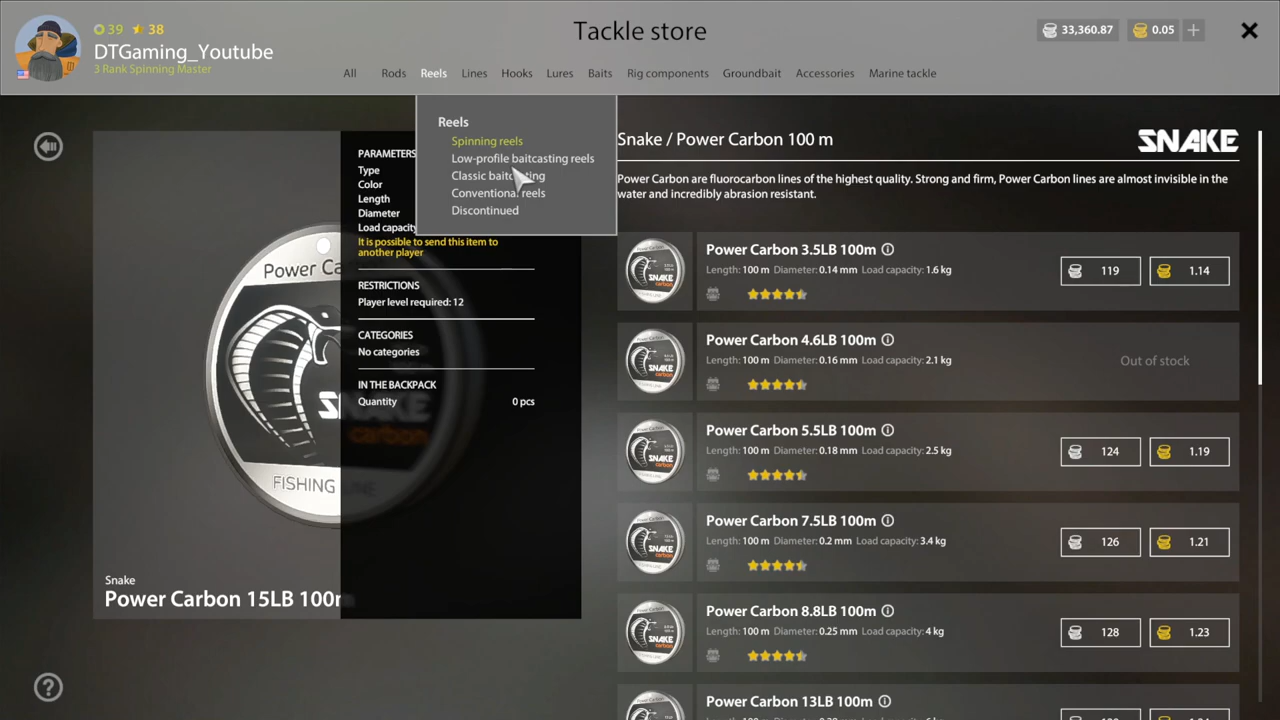 39 38
DTGaming_Youtube
3 Rank Spinning Master
Tackle store
33,360.87 0.05
All Rods Reels Lines Hooks Lures Baits Rig components Groundbait Accessories Marine tackle
Reels
Spinning reels
Low-profile baitcasting reels
Classic baitcasting
Conventional reels
Discontinued
PARAMETERS
Type
Color
Length
Diameter
Load capacity
It is possible to send this item to
another player
RESTRICTIONS
Player level required: 12
CATEGORIES
No categories
IN THE BACKPACK
Quantity 0 pcs
Power Ca
SNAKE
carbon
FISHING LINE
Snake
Power Carbon 15LB 100m
Snake / Power Carbon 100 m
SNAKE
Power Carbon are fluorocarbon lines of the highest quality. Strong and firm, Power Carbon lines are almost invisible in the
water and incredibly abrasion resistant.
Power Carbon 3.5LB 100m
Length: 100 m Diameter: 0.14 mm Load capacity: 1.6 kg
119 1.14
Power Carbon 4.6LB 100m
Length: 100 m Diameter: 0.16 mm Load capacity: 2.1 kg
Out of stock
Power Carbon 5.5LB 100m
Length: 100 m Diameter: 0.18 mm Load capacity: 2.5 kg
124 1.19
Power Carbon 7.5LB 100m
Length: 100 m Diameter: 0.2 mm Load capacity: 3.4 kg
126 1.21
Power Carbon 8.8LB 100m
Length: 100 m Diameter: 0.25 mm Load capacity: 4 kg
128 1.23
Power Carbon 13LB 100m